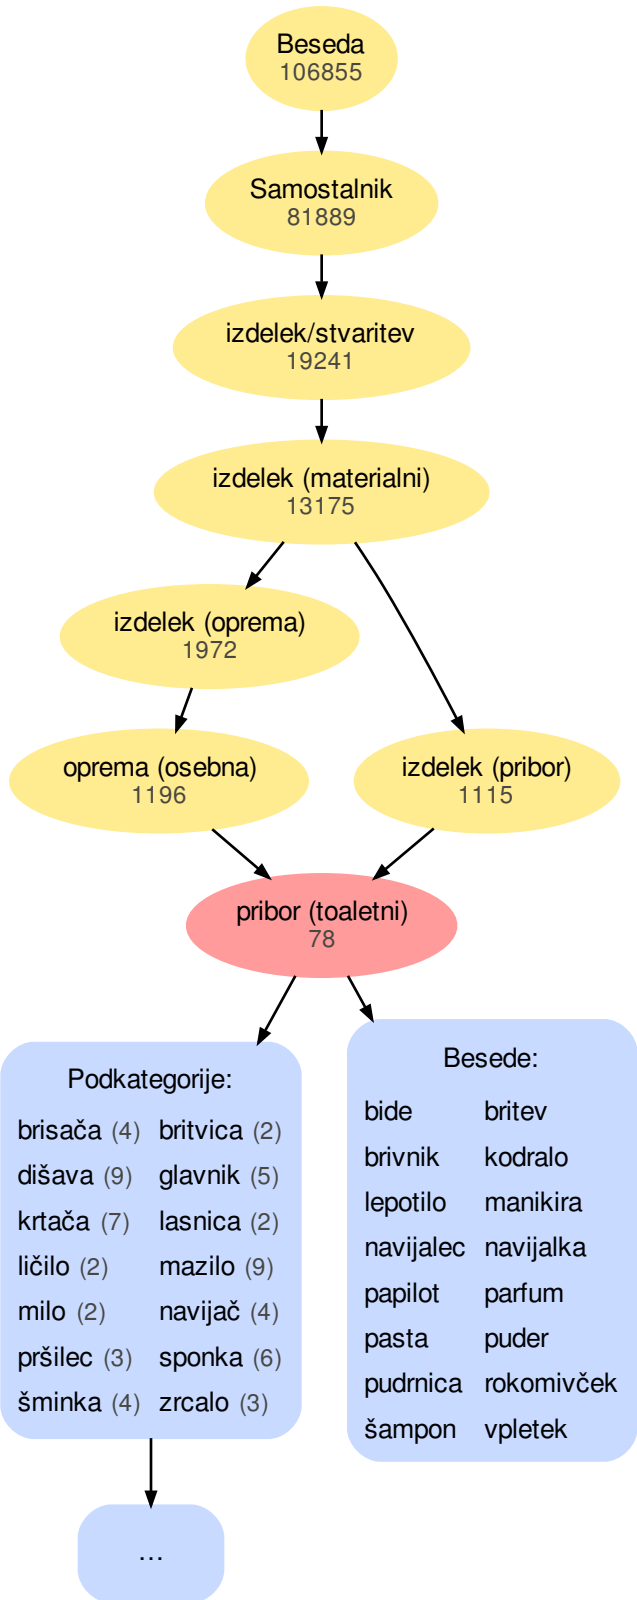 Beseda
106855
Samostalnik
81889
izdelek/stvaritev
19241
izdelek (materialni)
13175
izdelek (oprema)
1972
oprema (osebna)
1196
izdelek (pribor)
1115
pribor (toaletni)
78
Podkategorije:
brisača (4) britvica (2)
dišava (9) glavnik (5)
krtača (7) lasnica (2)
ličilo (2) mazilo (9)
milo (2) navijač (4)
pršilec (3) sponka (6)
šminka (4) zrcalo (3)
Besede:
bide britev
brivnik kodralo
lepotilo manikira
navijalec navijalka
papilot parfum
pasta puder
pudrnica rokomivček
šampon vpletek
...